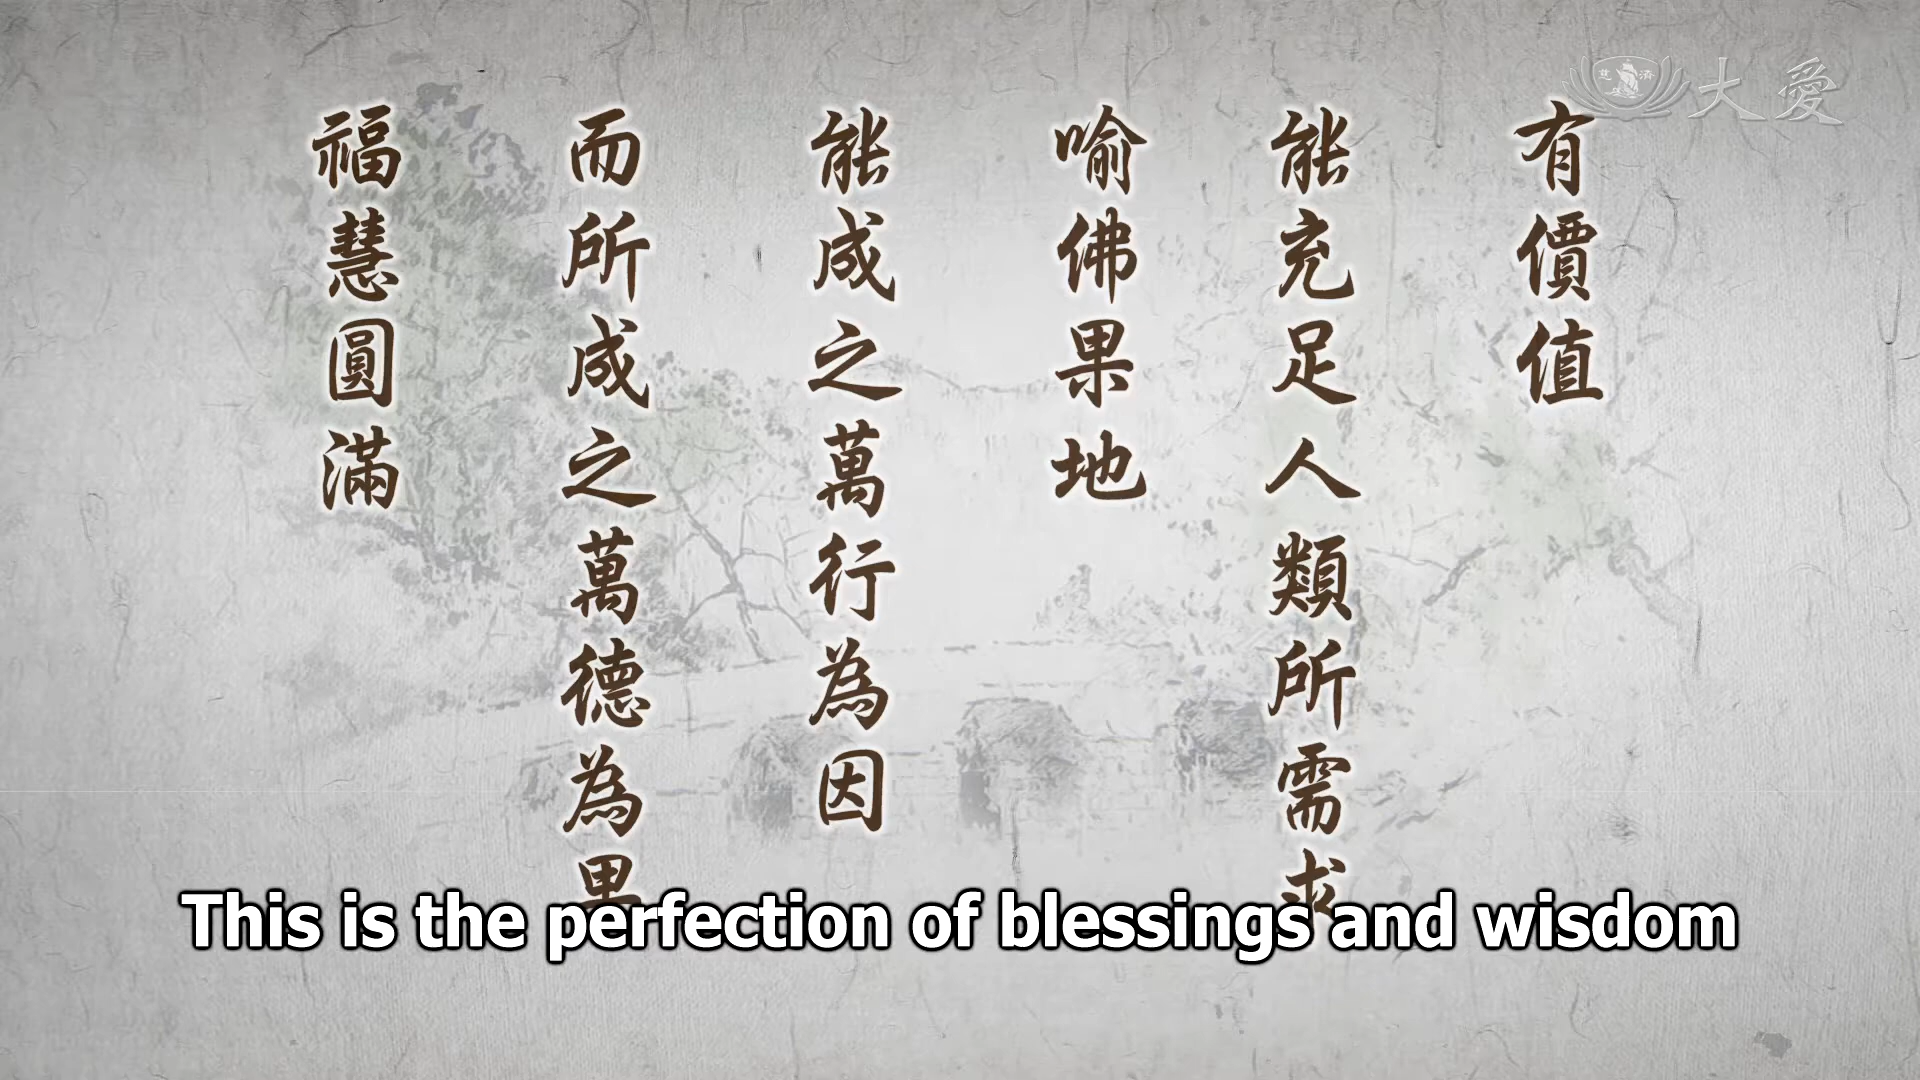 大愛
慈濟
有價值
能充足人類所需求
喻佛果地
能成之萬行為因
而所成之萬德為果
福慧圓滿
This is the perfection of blessings and wisdom